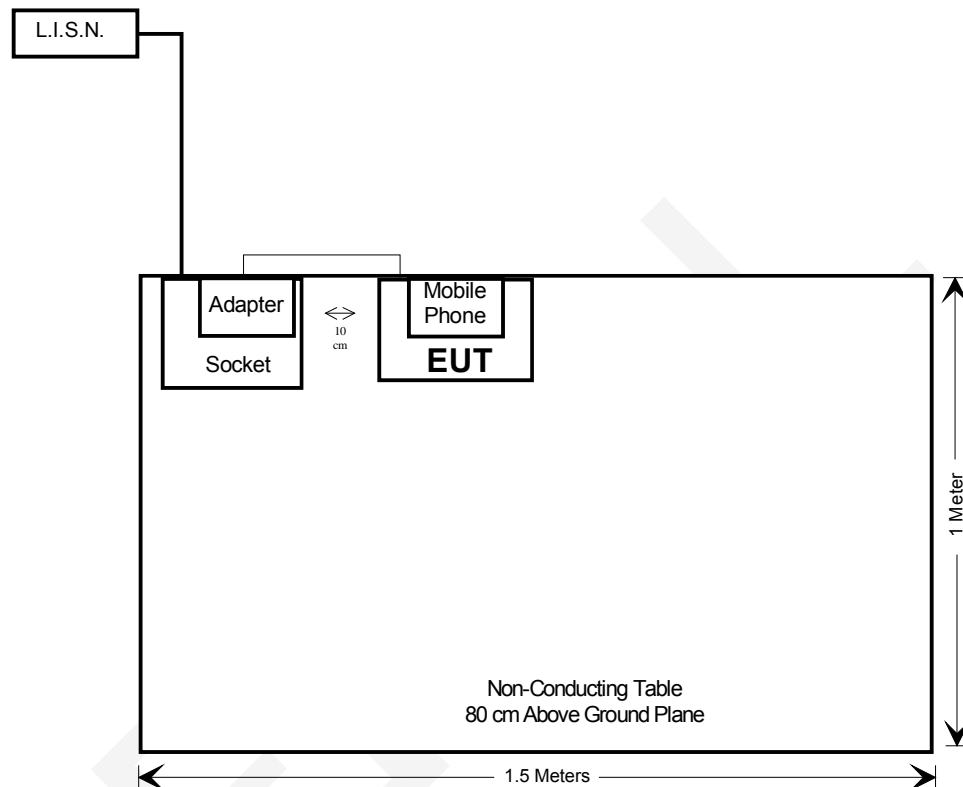 L.I.S.N.
Adapter
Socket
10
cm
Mobile
Phone
EUT
1 Meter
Non-Conducting Table
80 cm Above Ground Plane
1.5 Meters